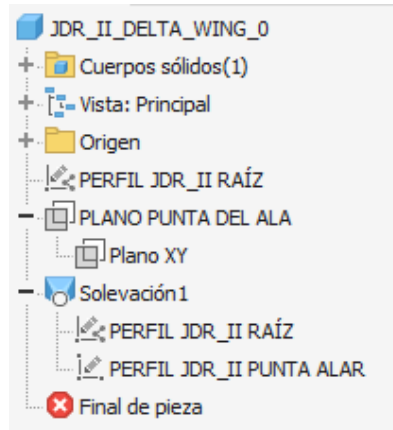 JDR_II_DELTA_WING_0
Cuerpos sólidos(1)
Vista: Principal
Origen
PERFIL JDR_II RAÍZ
PLANO PUNTA DEL ALA
Plano XY
Solevación1
PERFIL JDR_II RAÍZ
PERFIL JDR_II PUNTA ALAR
Final de pieza